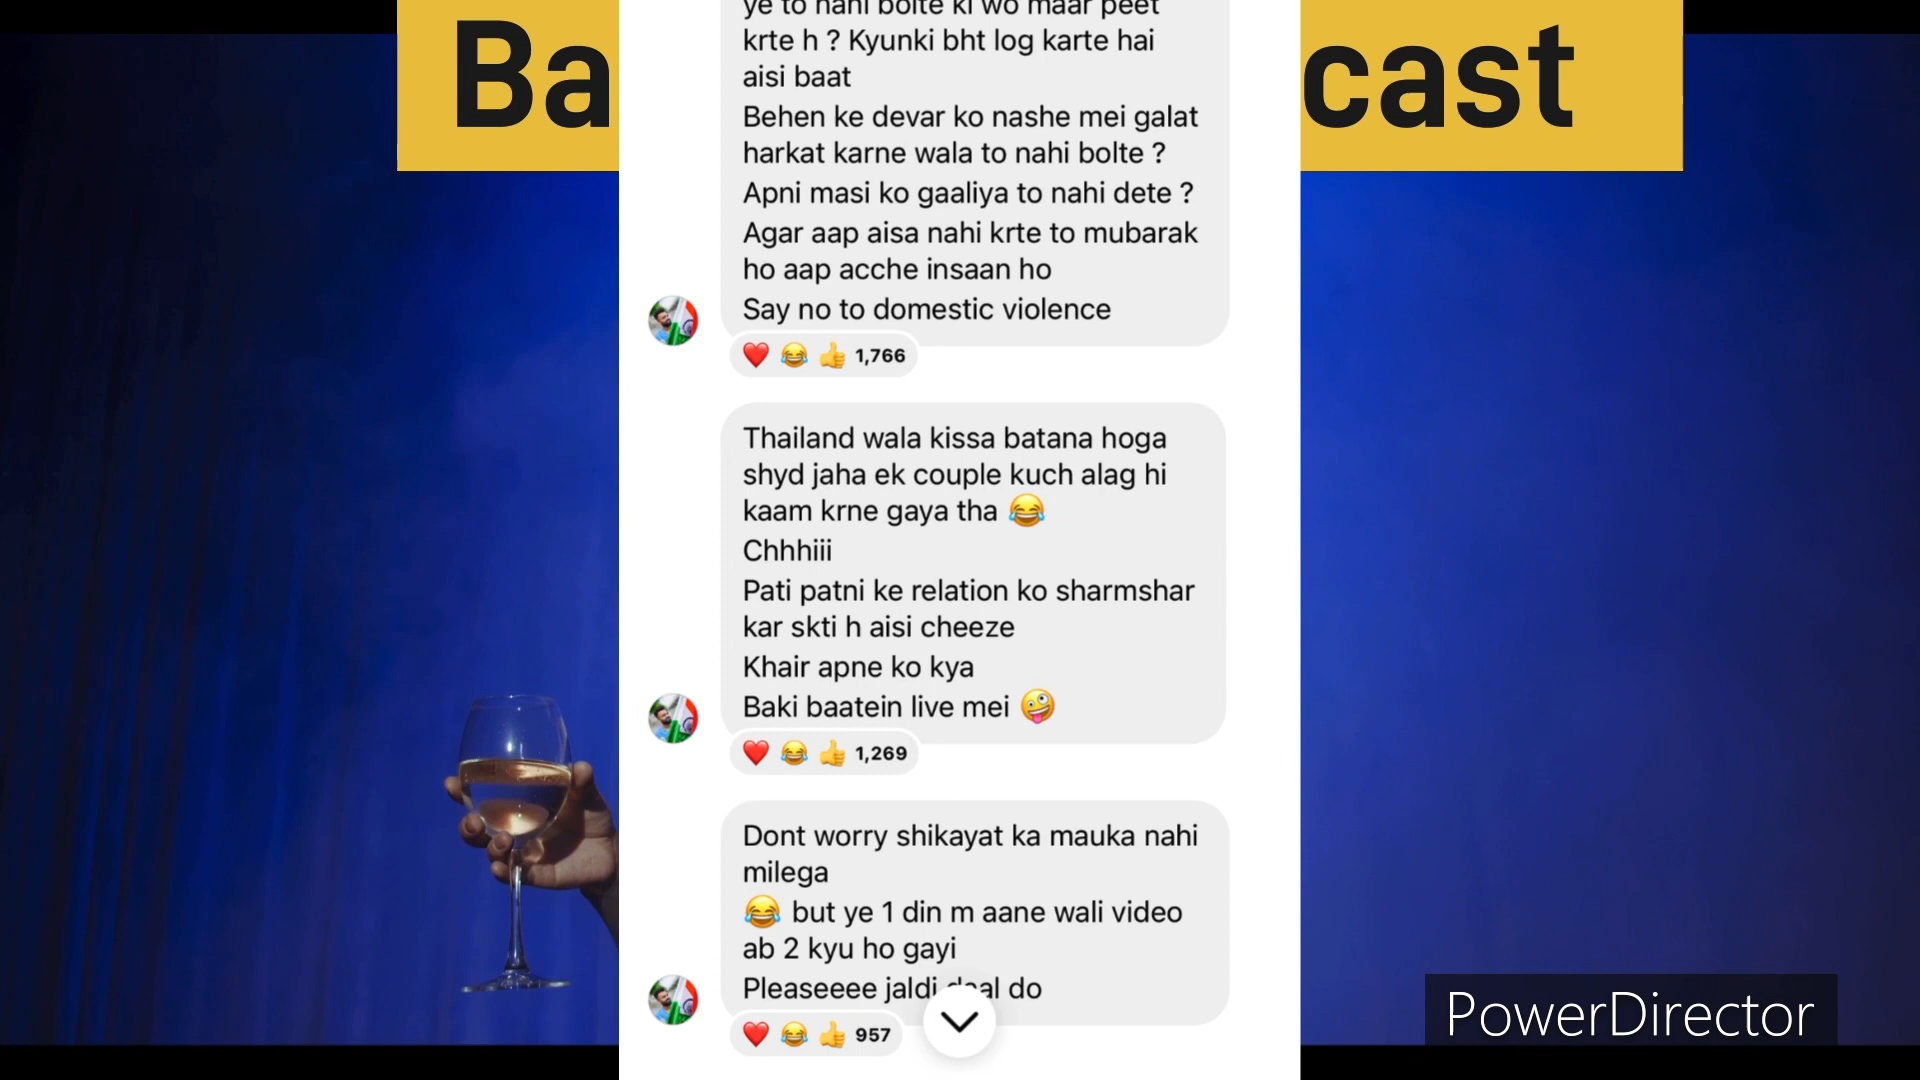 Ba
cast
ye to nahi bolte ki wo maar peet
krte h ? Kyunki bht log karte hai
aisi baat
Behen ke devar ko nashe mei galat
harkat karne wala to nahi bolte ?
Apni masi ko gaaliya to nahi dete ?
Agar aap aisa nahi krte to mubarak
ho aap acche insaan ho
Say no to domestic violence
❤️ 😂 👍 1,766
Thailand wala kissa batana hoga
shyd jaha ek couple kuch alag hi
kaam krne gaya tha 😂
Chhhiii
Pati patni ke relation ko sharmshar
kar skti h aisi cheeze
Khair apne ko kya
Baki baatein live mei 🤪
❤️ 😂 👍 1,269
Dont worry shikayat ka mauka nahi
milega
😂 but ye 1 din m aane wali video
ab 2 kyu ho gayi
Pleaseeee jaldi daal do
❤️ 😂 👍 957
PowerDirector